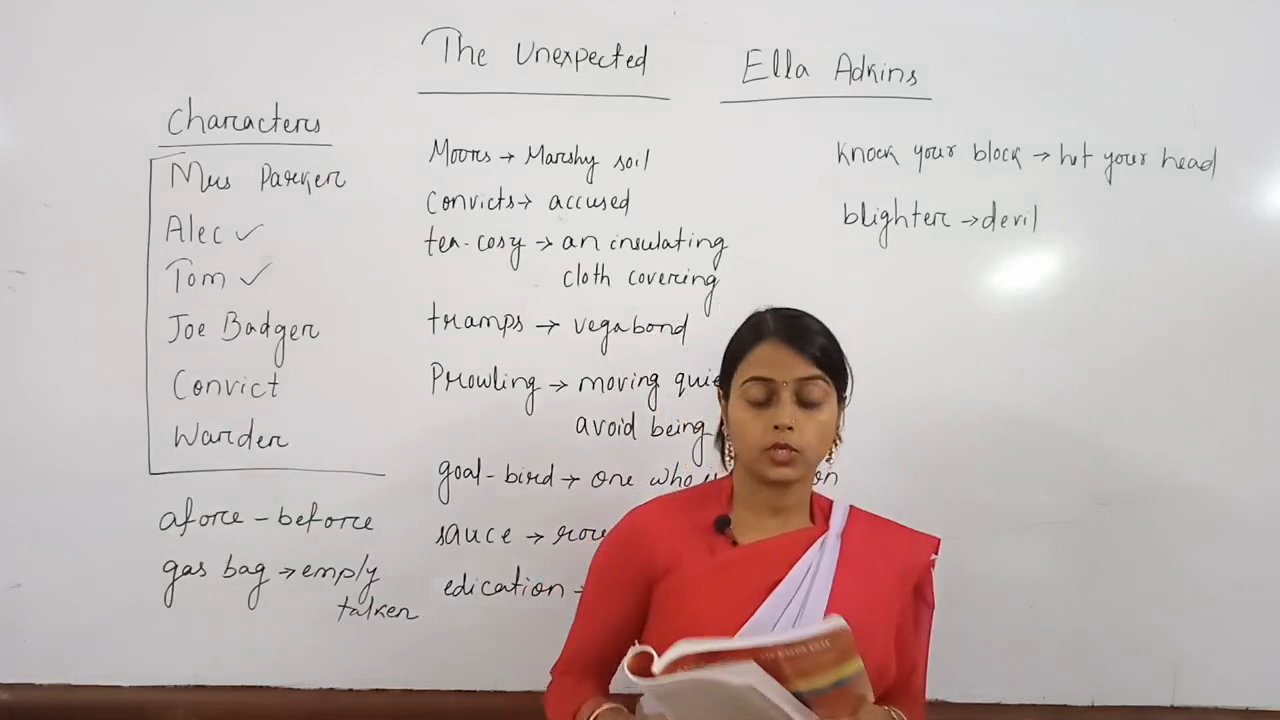 The Unexpected
Ella Adkins
Characters
Mrs Parker
Alec ✓
Tom ✓
Joe Badger
Convict
Warder
afore - before
gas bag → empty
talker
Moors → Marshy soil
Convicts → accused
tea-cosy → an insulating
cloth covering
tramps → vegabond
Prowling → moving
avoid being
goal-bird → one who
sauce →
edication →
Knock your block → hit your head
blighter → devil